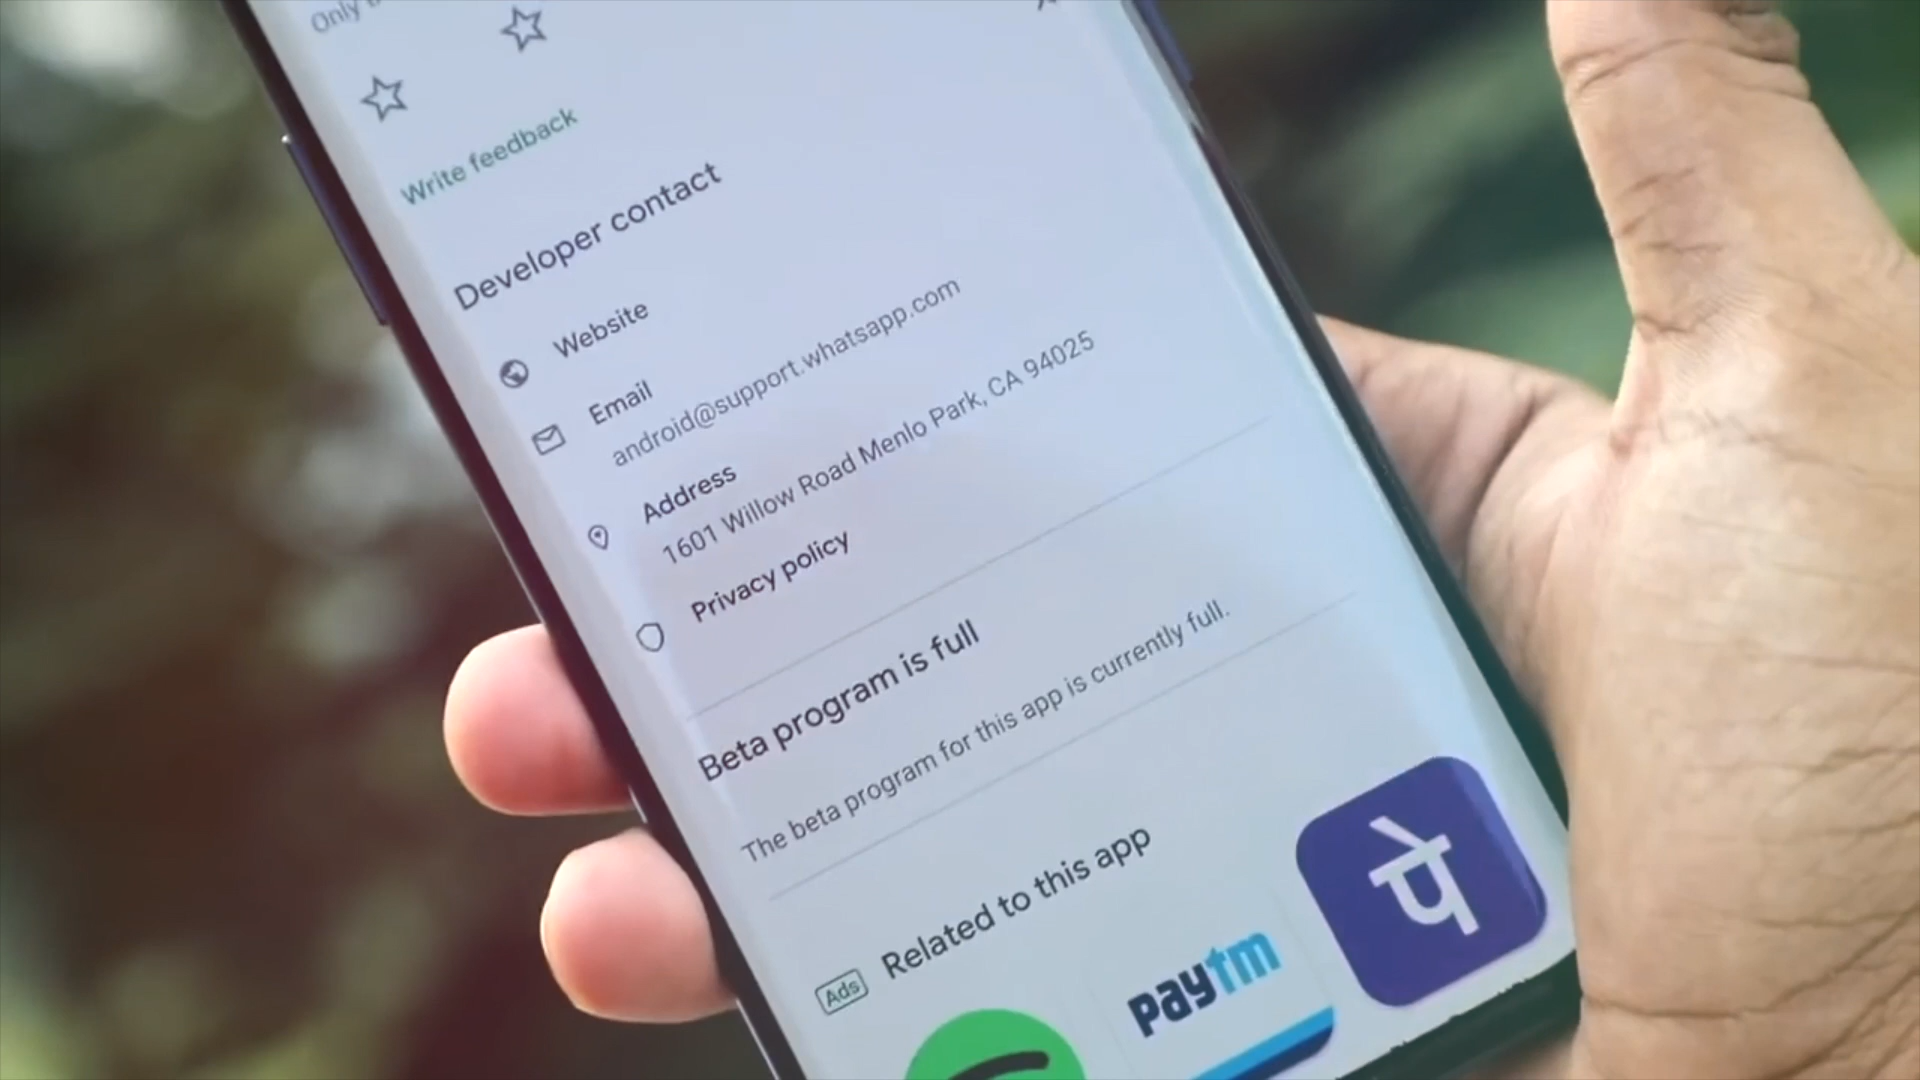 Only
Write feedback
Developer contact
Website
Email
android@support.whatsapp.com
Address
1601 Willow Road Menlo Park, CA 94025
Privacy policy
Beta program is full
The beta program for this app is currently full.
Ads Related to this app
paytm
पे